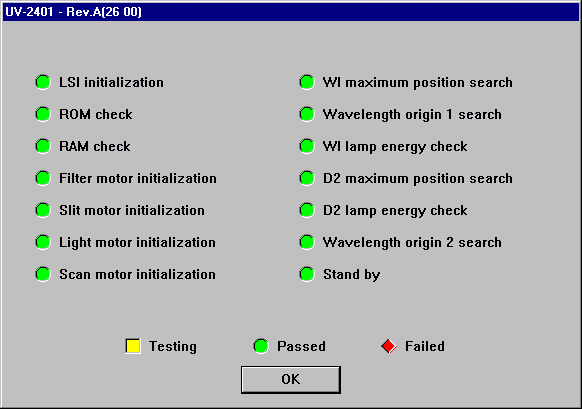 UV-2401 - Rev.A(26 00)
LSI initialization
ROM check
RAM check
Filter motor initialization
Slit motor initialization
Light motor initialization
Scan motor initialization
WI maximum position search
Wavelength origin 1 search
WI lamp energy check
D2 maximum position search
D2 lamp energy check
Wavelength origin 2 search
Stand by
Testing
Passed
Failed
OK